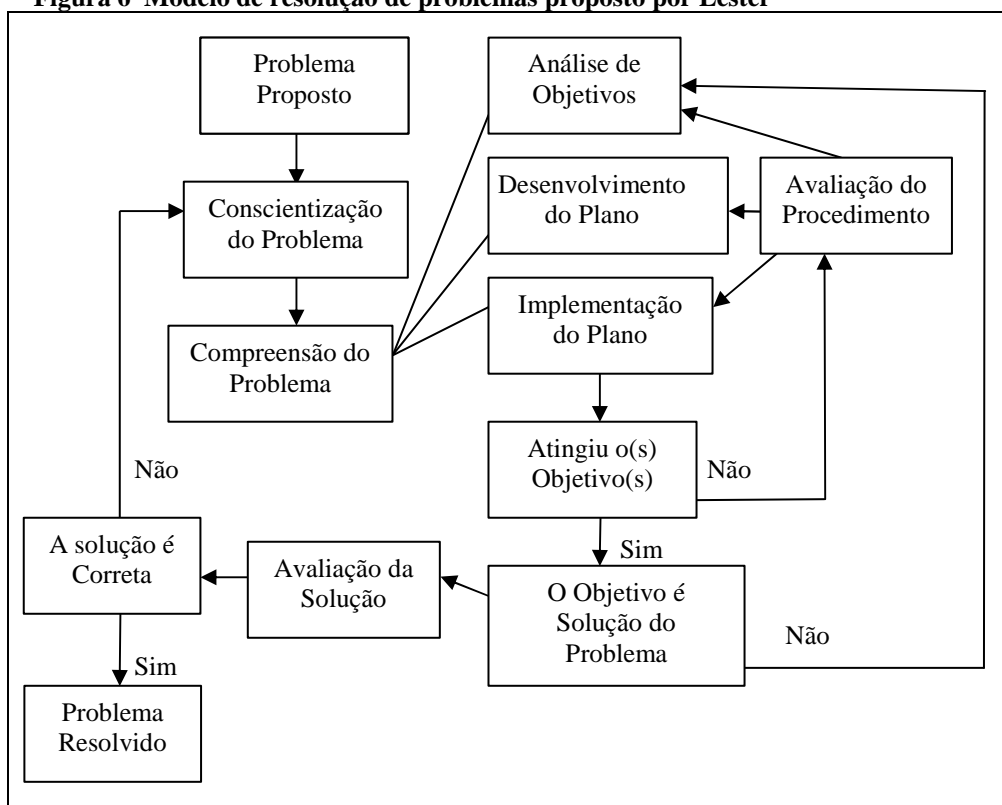 Figura 6 Modelo de resolução de problemas proposto por Lester
Problema
Proposto
Análise de
Objetivos
Conscientização
do Problema
Desenvolvimento
do Plano
Avaliação do
Procedimento
Compreensão do
Problema
Implementação
do Plano
Atingiu o(s)
Objetivo(s)
Não
Não
Sim
A solução é
Correta
Avaliação da
Solução
O Objetivo é
Solução do
Problema
Não
Sim
Problema
Resolvido